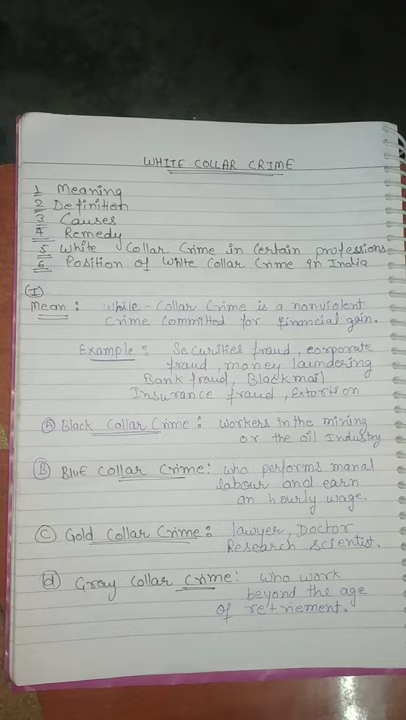 WHITE COLLAR CRIME
1 Meaning
2 Definition
3 Causes
4 Remedy
5 White Collar Crime in Certain professions
6 Position of White Collar Crime in India
(I)
Mean : While - Collar Crime is a nonviolent
Crime Committed for financial gain.
Example : Securities fraud, corporate
fraud, money laundering
Bank fraud, Blackmail
Insurance fraud, Extortion
(A) Black Collar Crime : workers in the mining
or the oil Industry
(B) Blue collar crime : who performs manal
labour and earn
an hourly wage.
(C) Gold Collar Crime : lawyer, Doctor
Research scientist.
(d) Gray collar crime : who work
beyond the age
of retriement.